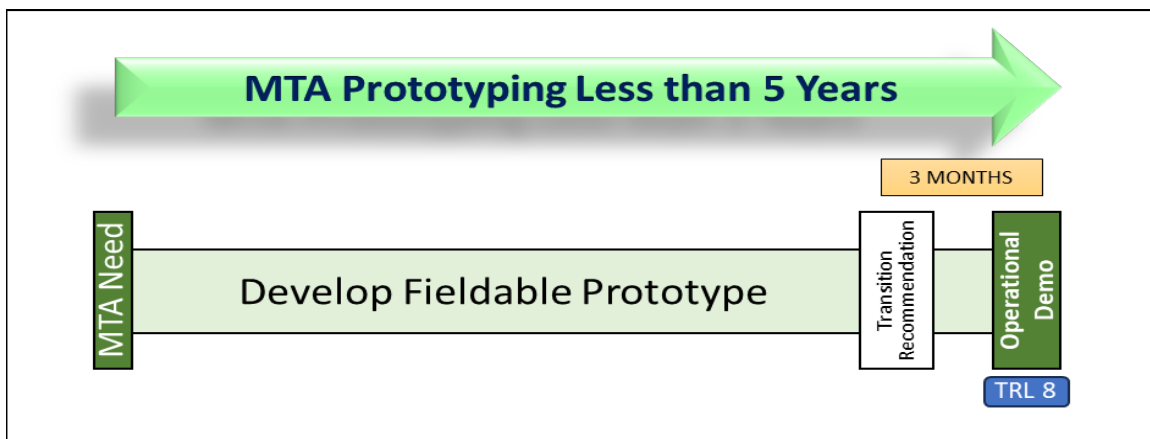 MTA Prototyping Less than 5 Years
3 MONTHS
MTA Need
Develop Fieldable Prototype
Transition
Recommendation
Operational
Demo
TRL 8